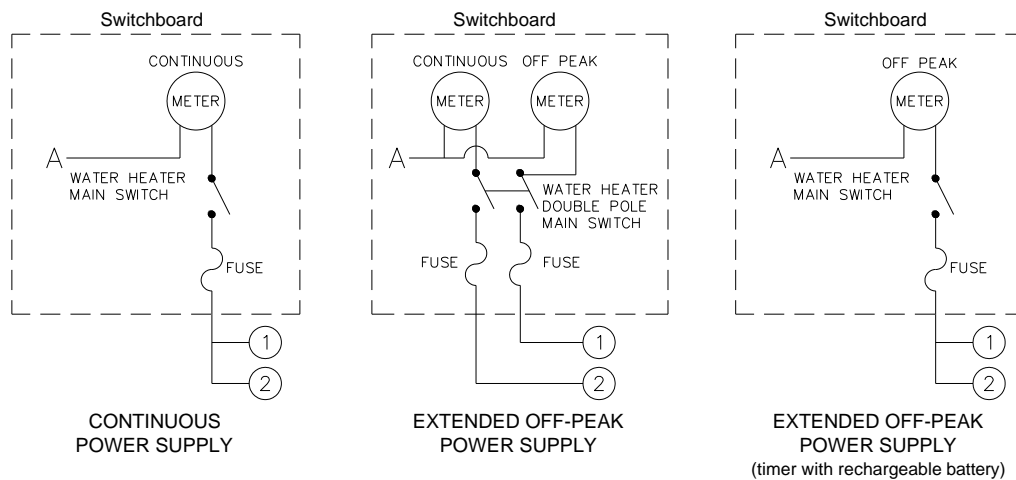 Switchboard
CONTINUOUS
METER
A
WATER HEATER
MAIN SWITCH
FUSE
1
2
CONTINUOUS
POWER SUPPLY
Switchboard
CONTINUOUS OFF PEAK
METER METER
A
WATER HEATER
DOUBLE POLE
MAIN SWITCH
FUSE FUSE
1
2
EXTENDED OFF-PEAK
POWER SUPPLY
Switchboard
OFF PEAK
METER
A
WATER HEATER
MAIN SWITCH
FUSE
1
2
EXTENDED OFF-PEAK
POWER SUPPLY
(timer with rechargeable battery)